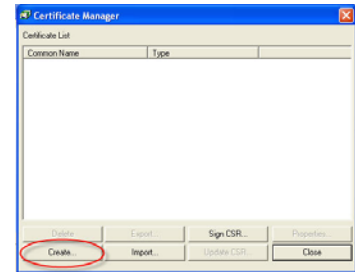 Certificate Manager
Certificate List
Common Name Type
Delete Export... Sign CSR... Properties...
Create... Import... Update CSR... Close